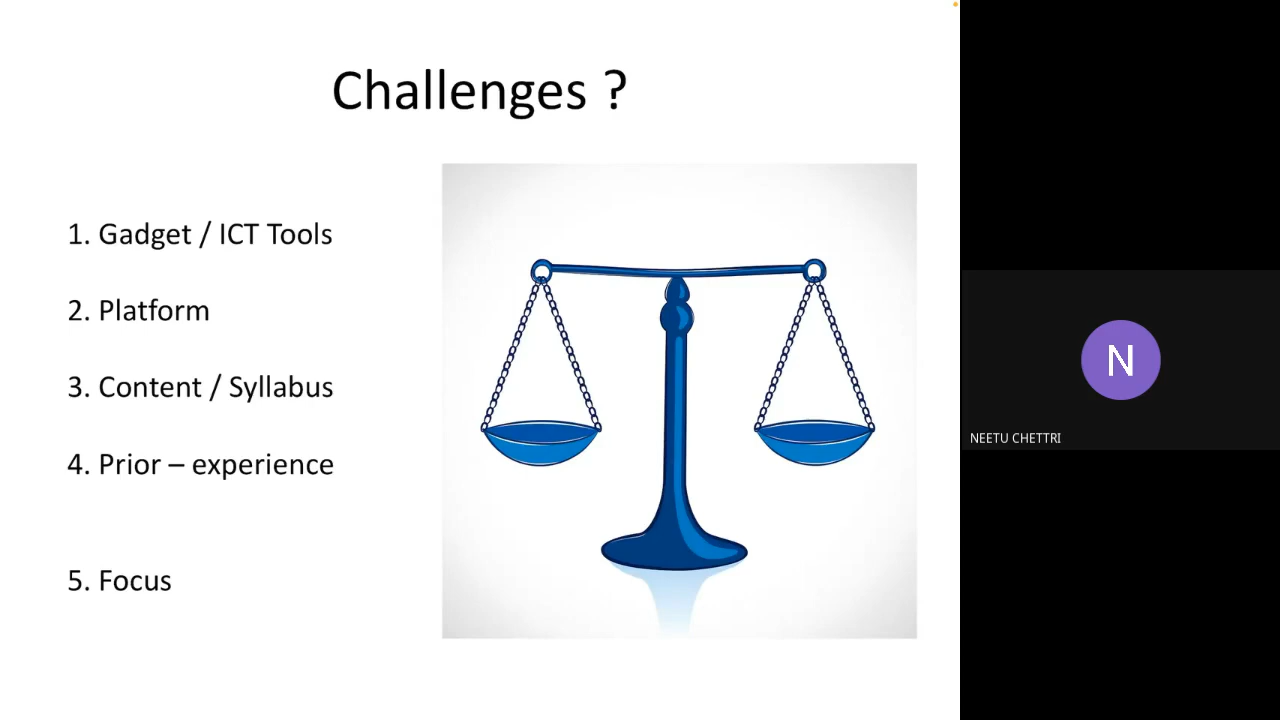 Challenges ?
1. Gadget / ICT Tools
2. Platform
3. Content / Syllabus
4. Prior – experience
5. Focus
N
NEETU CHETTRI